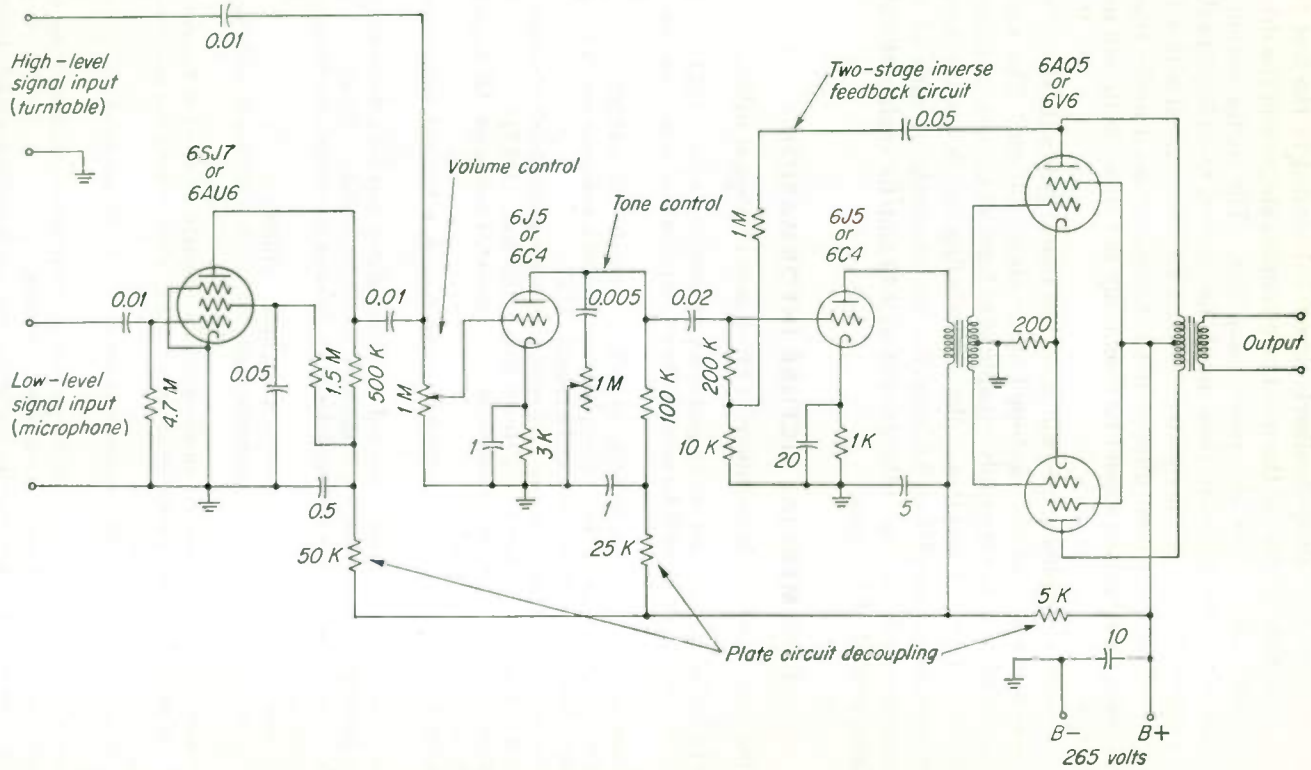 0.01
High-level
signal input
(turntable)
Two-stage inverse
feedback circuit
6AQ5
or
6V6
0.05
6SJ7
or
6AU6
Volume control
Tone control
6J5
or
6C4
1 M
6J5
or
6C4
0.01
0.05
1.5 M
500 K
0.01
1 M
0.005
1 M
0.02
100 K
200 K
200
Output
Low-level
signal input
(microphone)
4.7 M
1
3 K
10 K
20
1 K
0.5
1
5
50 K
25 K
5 K
Plate circuit decoupling
10
B-
B+
265 volts